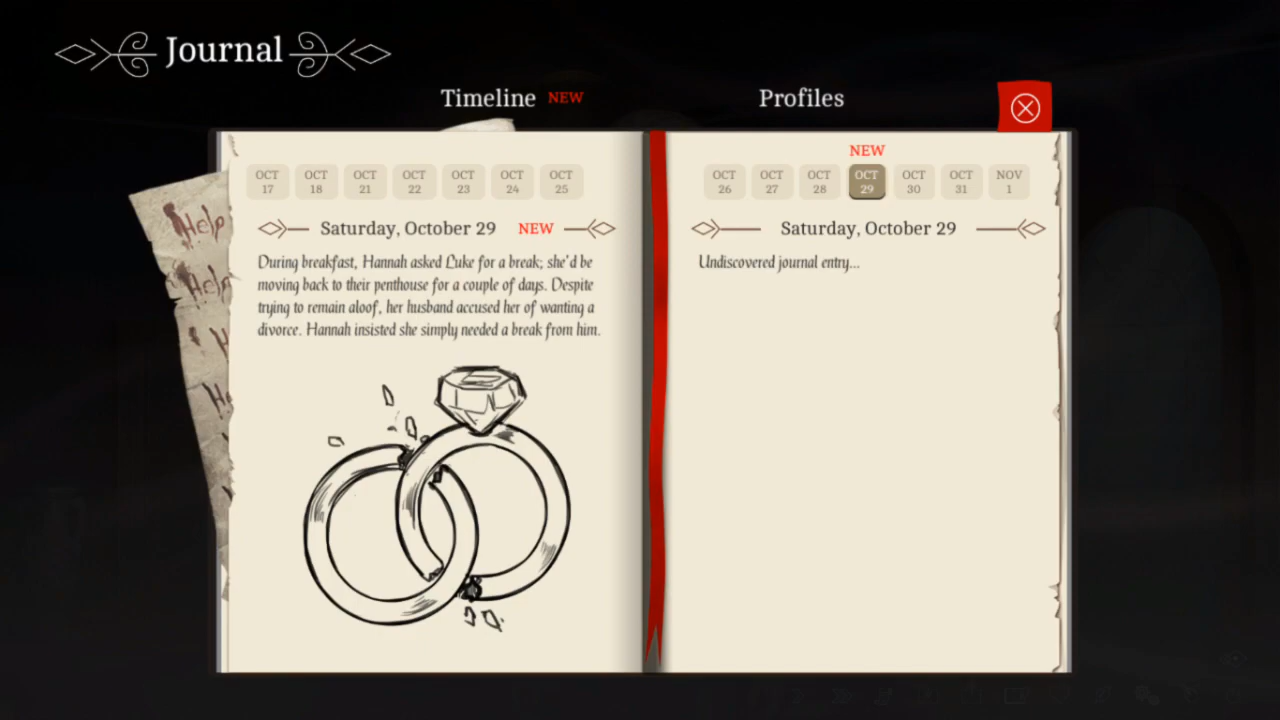 Journal
Timeline NEW
Profiles
NEW
OCT 17 OCT 18 OCT 21 OCT 22 OCT 23 OCT 24 OCT 25
OCT 26 OCT 27 OCT 28 OCT 29 OCT 30 OCT 31 NOV 1
Saturday, October 29 NEW
During breakfast, Hannah asked Luke for a break; she'd be
moving back to their penthouse for a couple of days. Despite
trying to remain aloof, her husband accused her of wanting a
divorce. Hannah insisted she simply needed a break from him.
Saturday, October 29
Undiscovered journal entry...
Help
Help
H
He